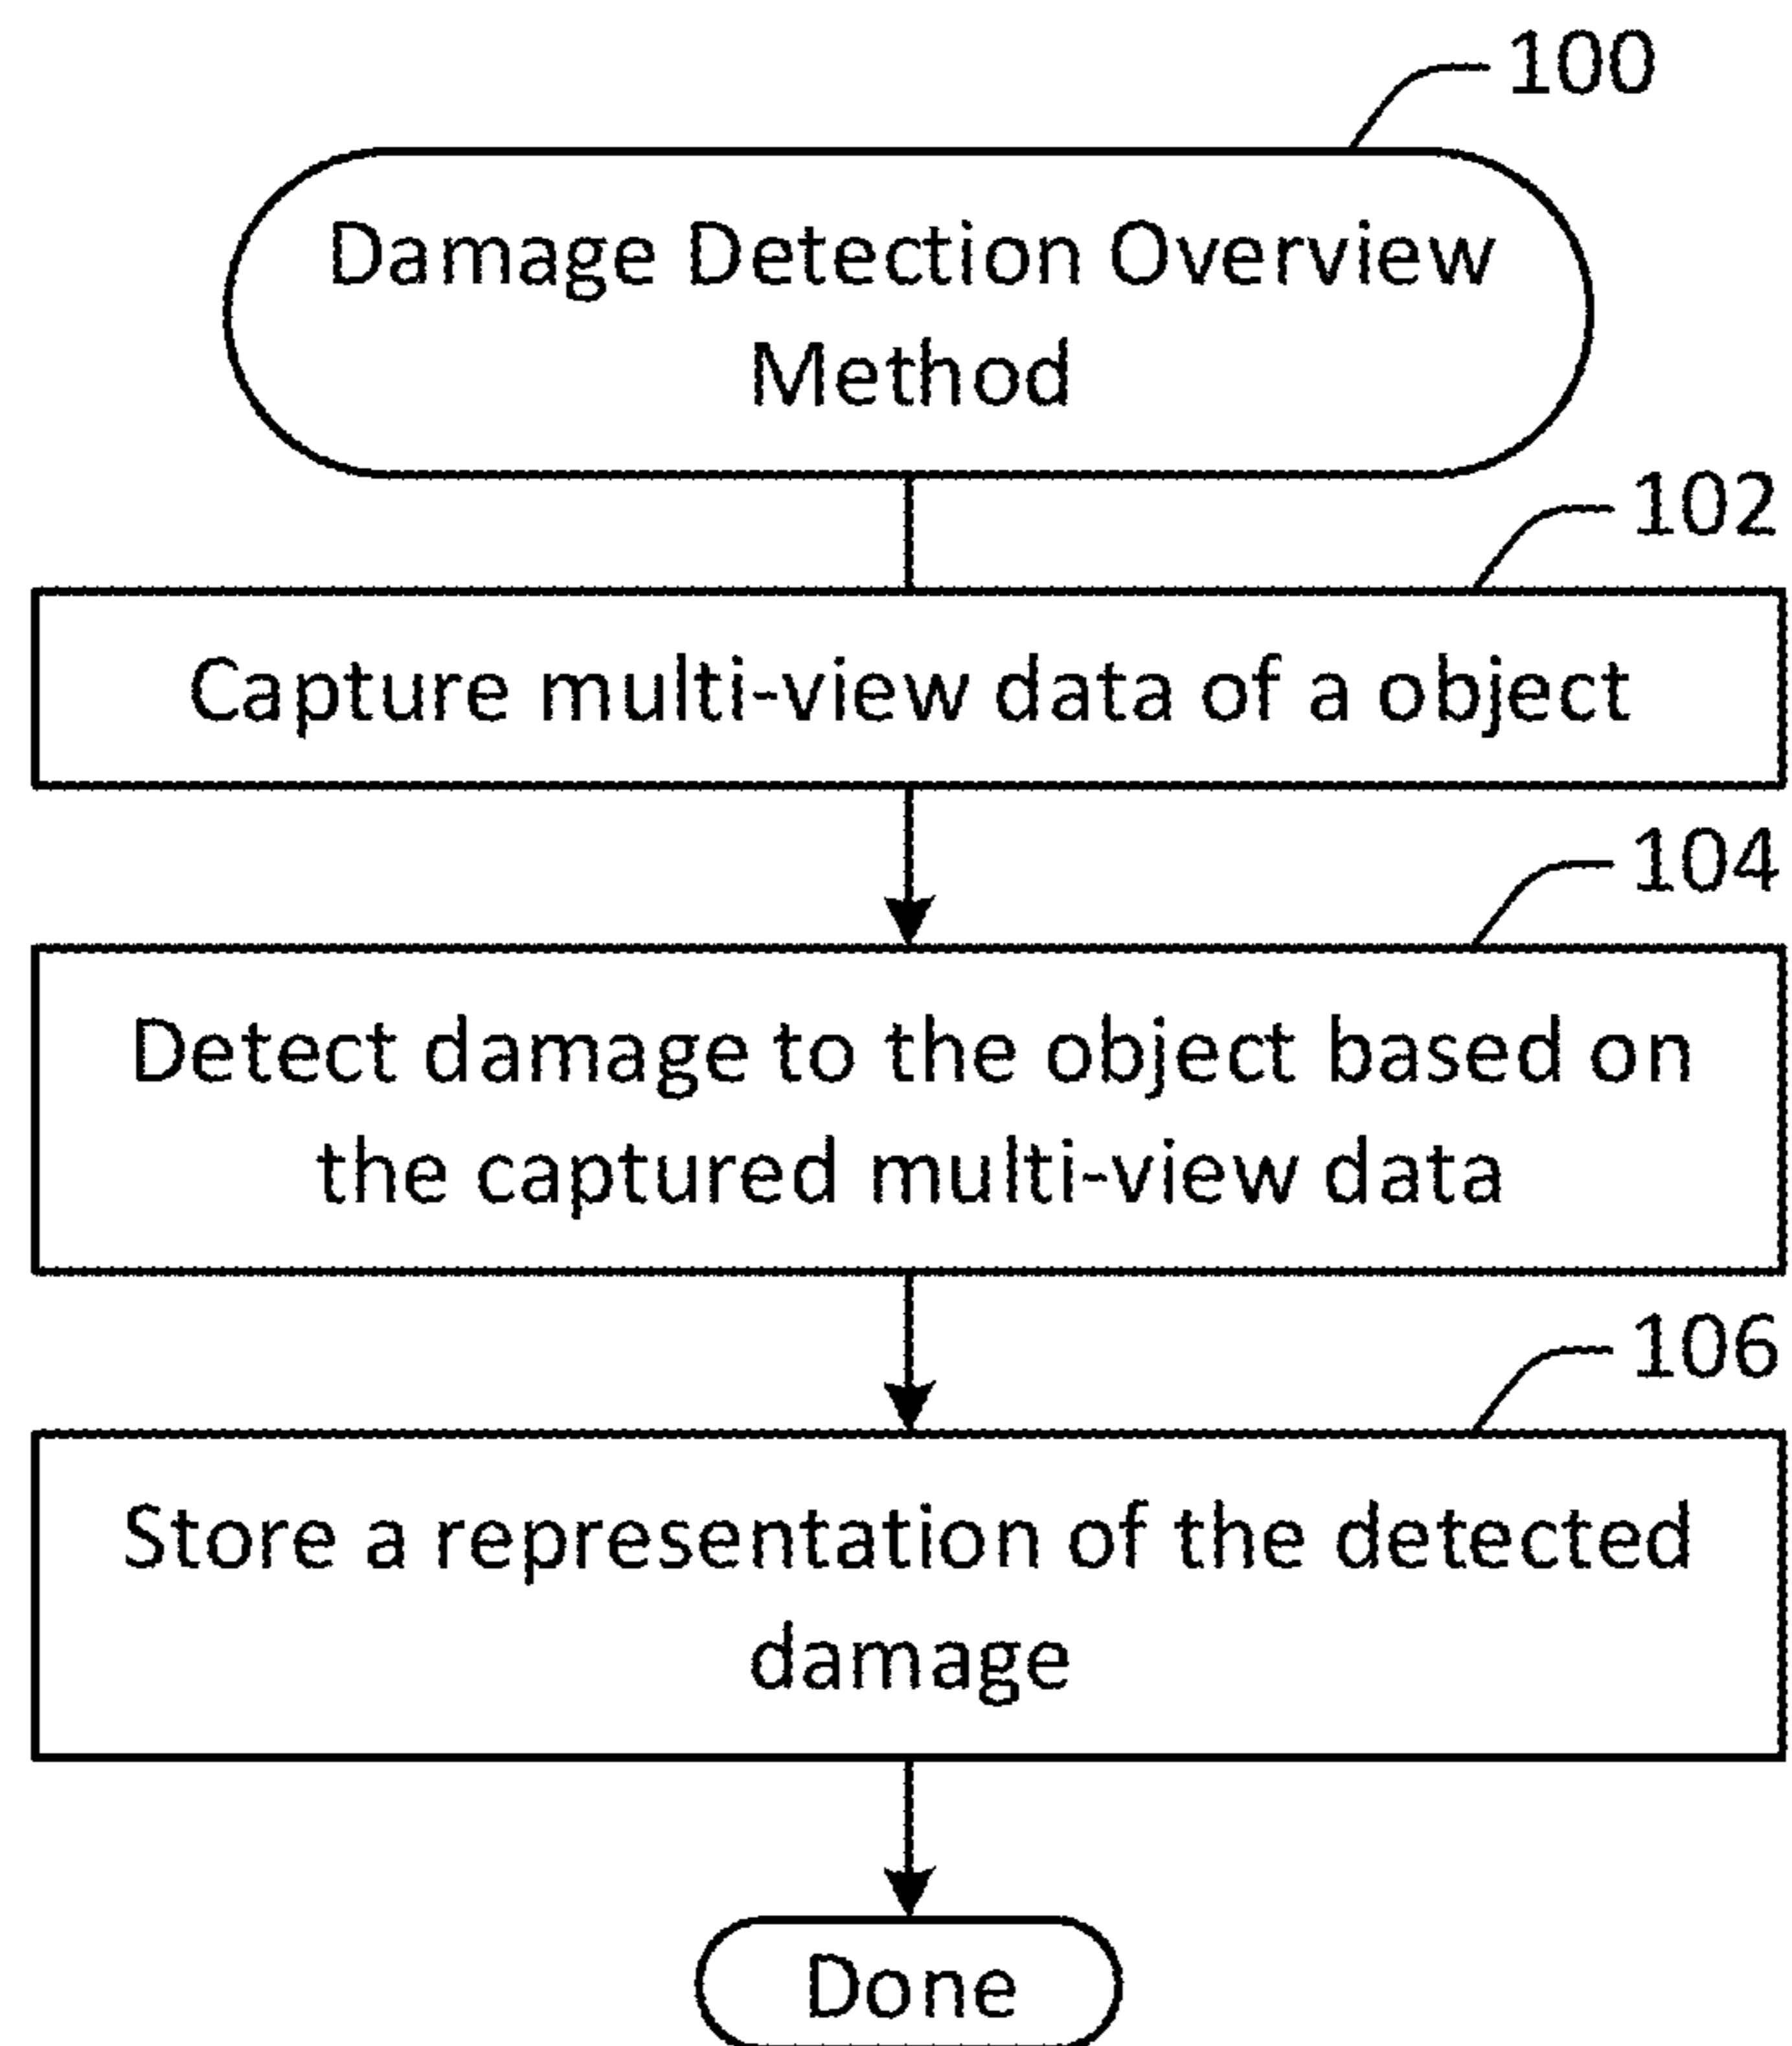 100
Damage Detection Overview
Method
102
Capture multi-view data of a object
104
Detect damage to the object based on
the captured multi-view data
106
Store a representation of the detected
damage
Done